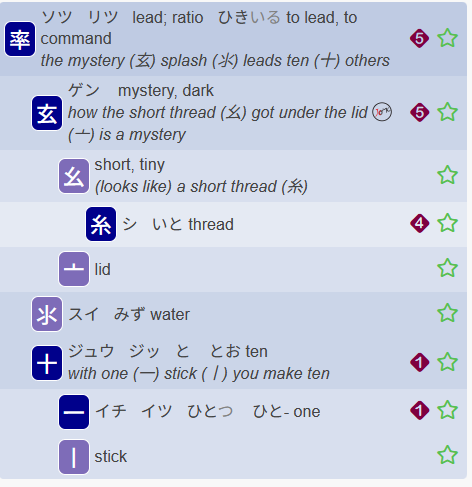 率 ソツ リツ lead; ratio ひきいる to lead, to
command 5
the mystery (玄) splash (氺) leads ten (十) others
玄 ゲン mystery, dark
how the short thread (幺) got under the lid 5
(亠) is a mystery
幺 short, tiny
(looks like) a short thread (糸)
糸 シ いと thread 4
亠 lid
氺 スイ みず water
十 ジュウ ジッ と とお ten
with one (一) stick (丨) you make ten 1
一 イチ イツ ひとつ ひと- one 1
丨 stick